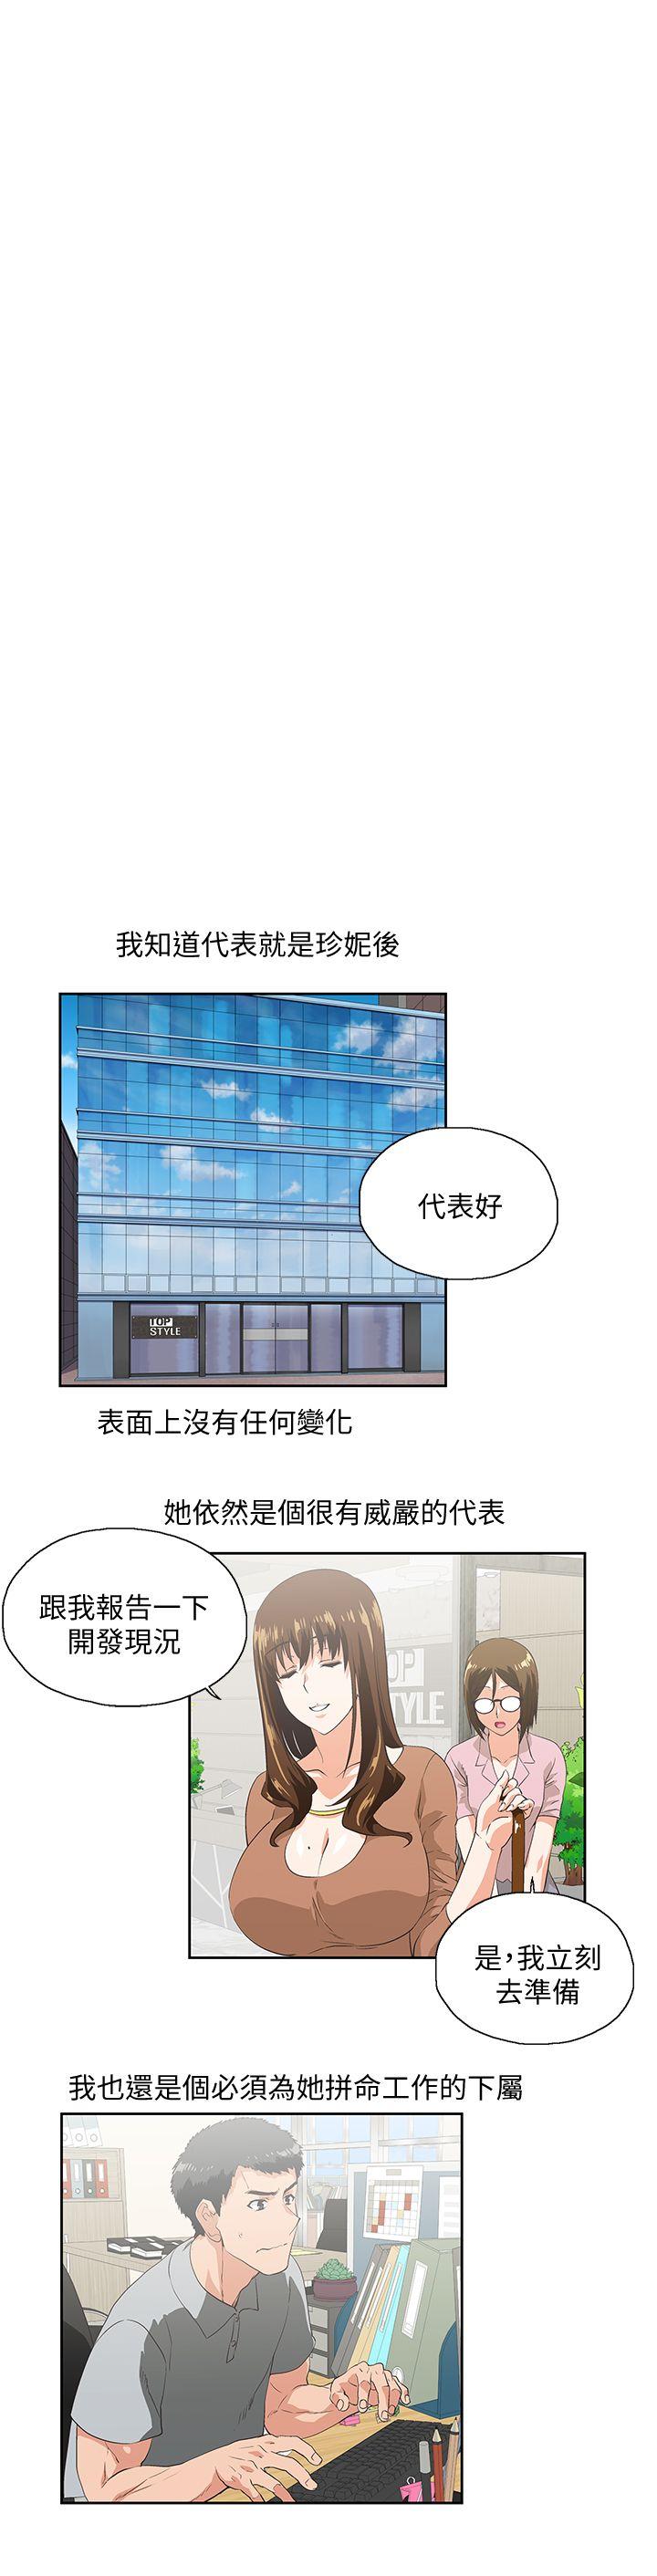 我知道代表就是珍妮後
代表好
TOP
STYLE
表面上沒有任何變化
她依然是個很有威嚴的代表
跟我報告一下
開發現況
TOP
STYLE
是，我立刻
去準備
我也還是個必須為她拼命工作的下屬